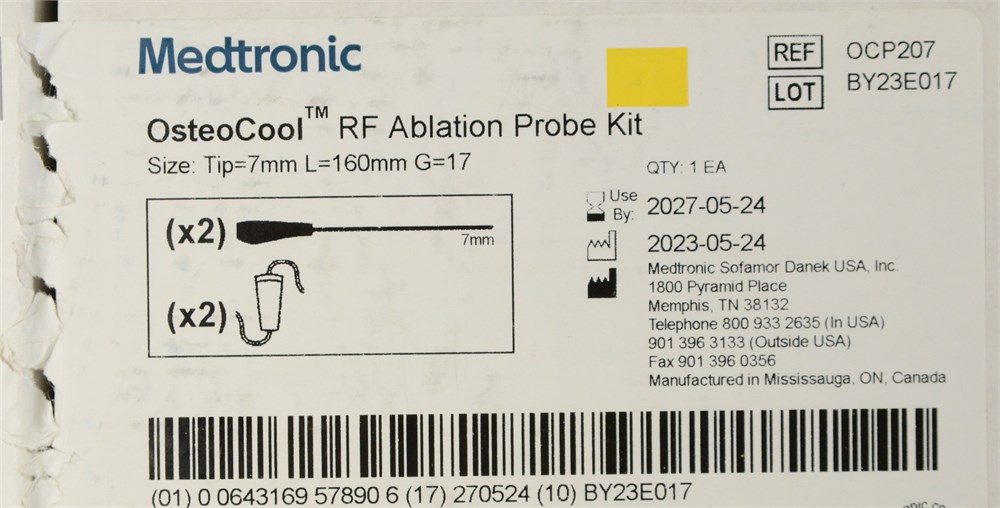 Medtronic
REF OCP207
LOT BY23E017
OsteoCool™ RF Ablation Probe Kit
Size: Tip=7mm L=160mm G=17
QTY: 1 EA
(x2)
7mm
(x2)
Use By: 2027-05-24
2023-05-24
Medtronic Sofamor Danek USA, Inc.
1800 Pyramid Place
Memphis, TN 38132
Telephone 800 933 2635 (In USA)
901 396 3133 (Outside USA)
Fax 901 396 0356
Manufactured in Mississauga, ON, Canada
(01) 0 0643169 57890 6 (17) 270524 (10) BY23E017